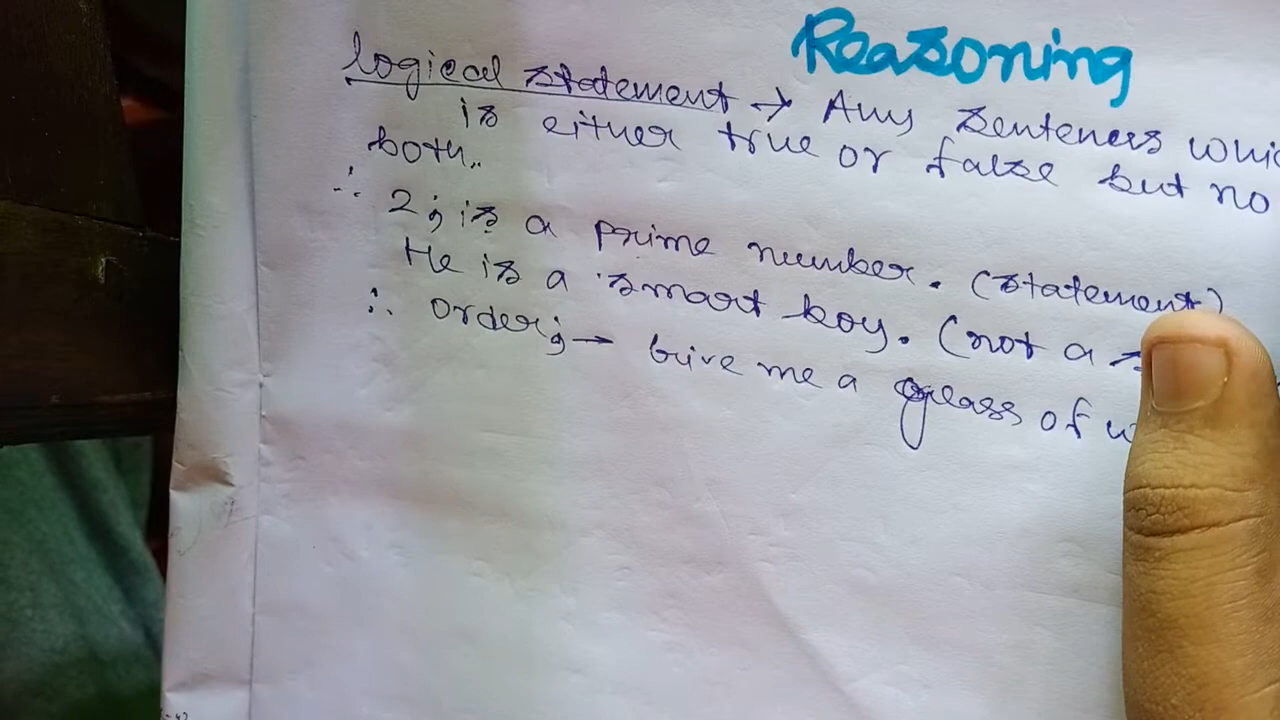 Reasoning
logical statement → Any sentences
is either true or false but no
both..
∴ 2 ; is a prime number. (statement)
He is a smart boy. (not a
∴ order; → Give me a glass of